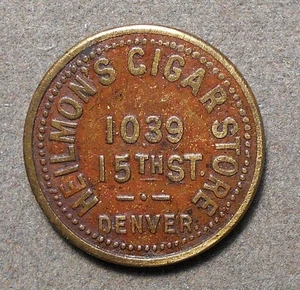 HEILMON'S CIGAR STORE
1039
15TH ST.
DENVER.